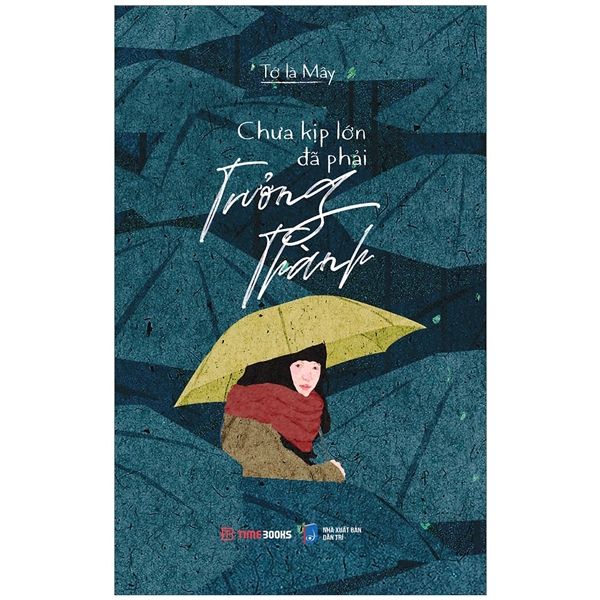 Tớ là Mây
Chưa kịp lớn
đã phải
Trưởng
Thành
TIMEBOOKS
NHÀ XUẤT BẢN
DÂN TRÍ